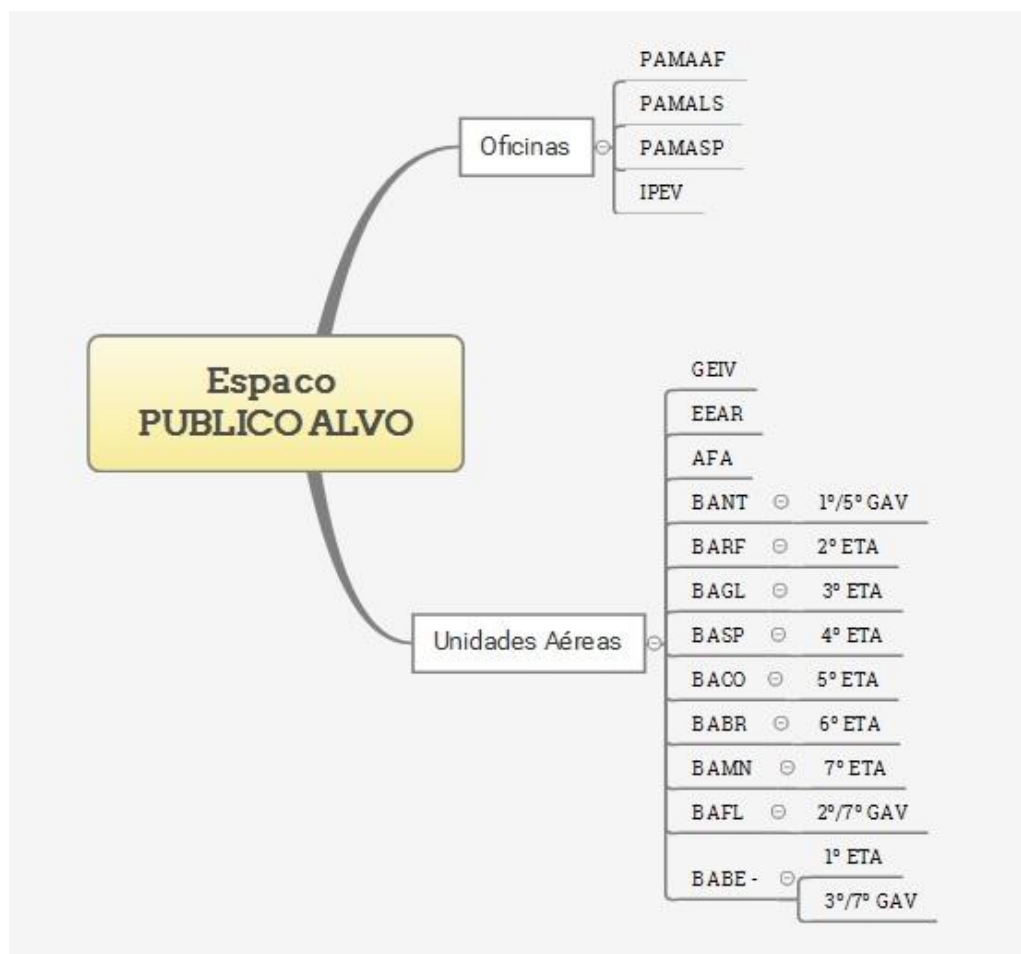 PAMAAF
PAMALS
Oficinas
PAMASP
IPEV
Espaco
PUBLICO ALVO
GEIV
EEAR
AFA
BANT 1º/5º GAV
BARF 2º ETA
BAGL 3º ETA
Unidades Aéreas
BASP 4º ETA
BACO 5º ETA
BABR 6º ETA
BAMN 7º ETA
BAFL 2º/7º GAV
BABE -
1º ETA
3º/7º GAV